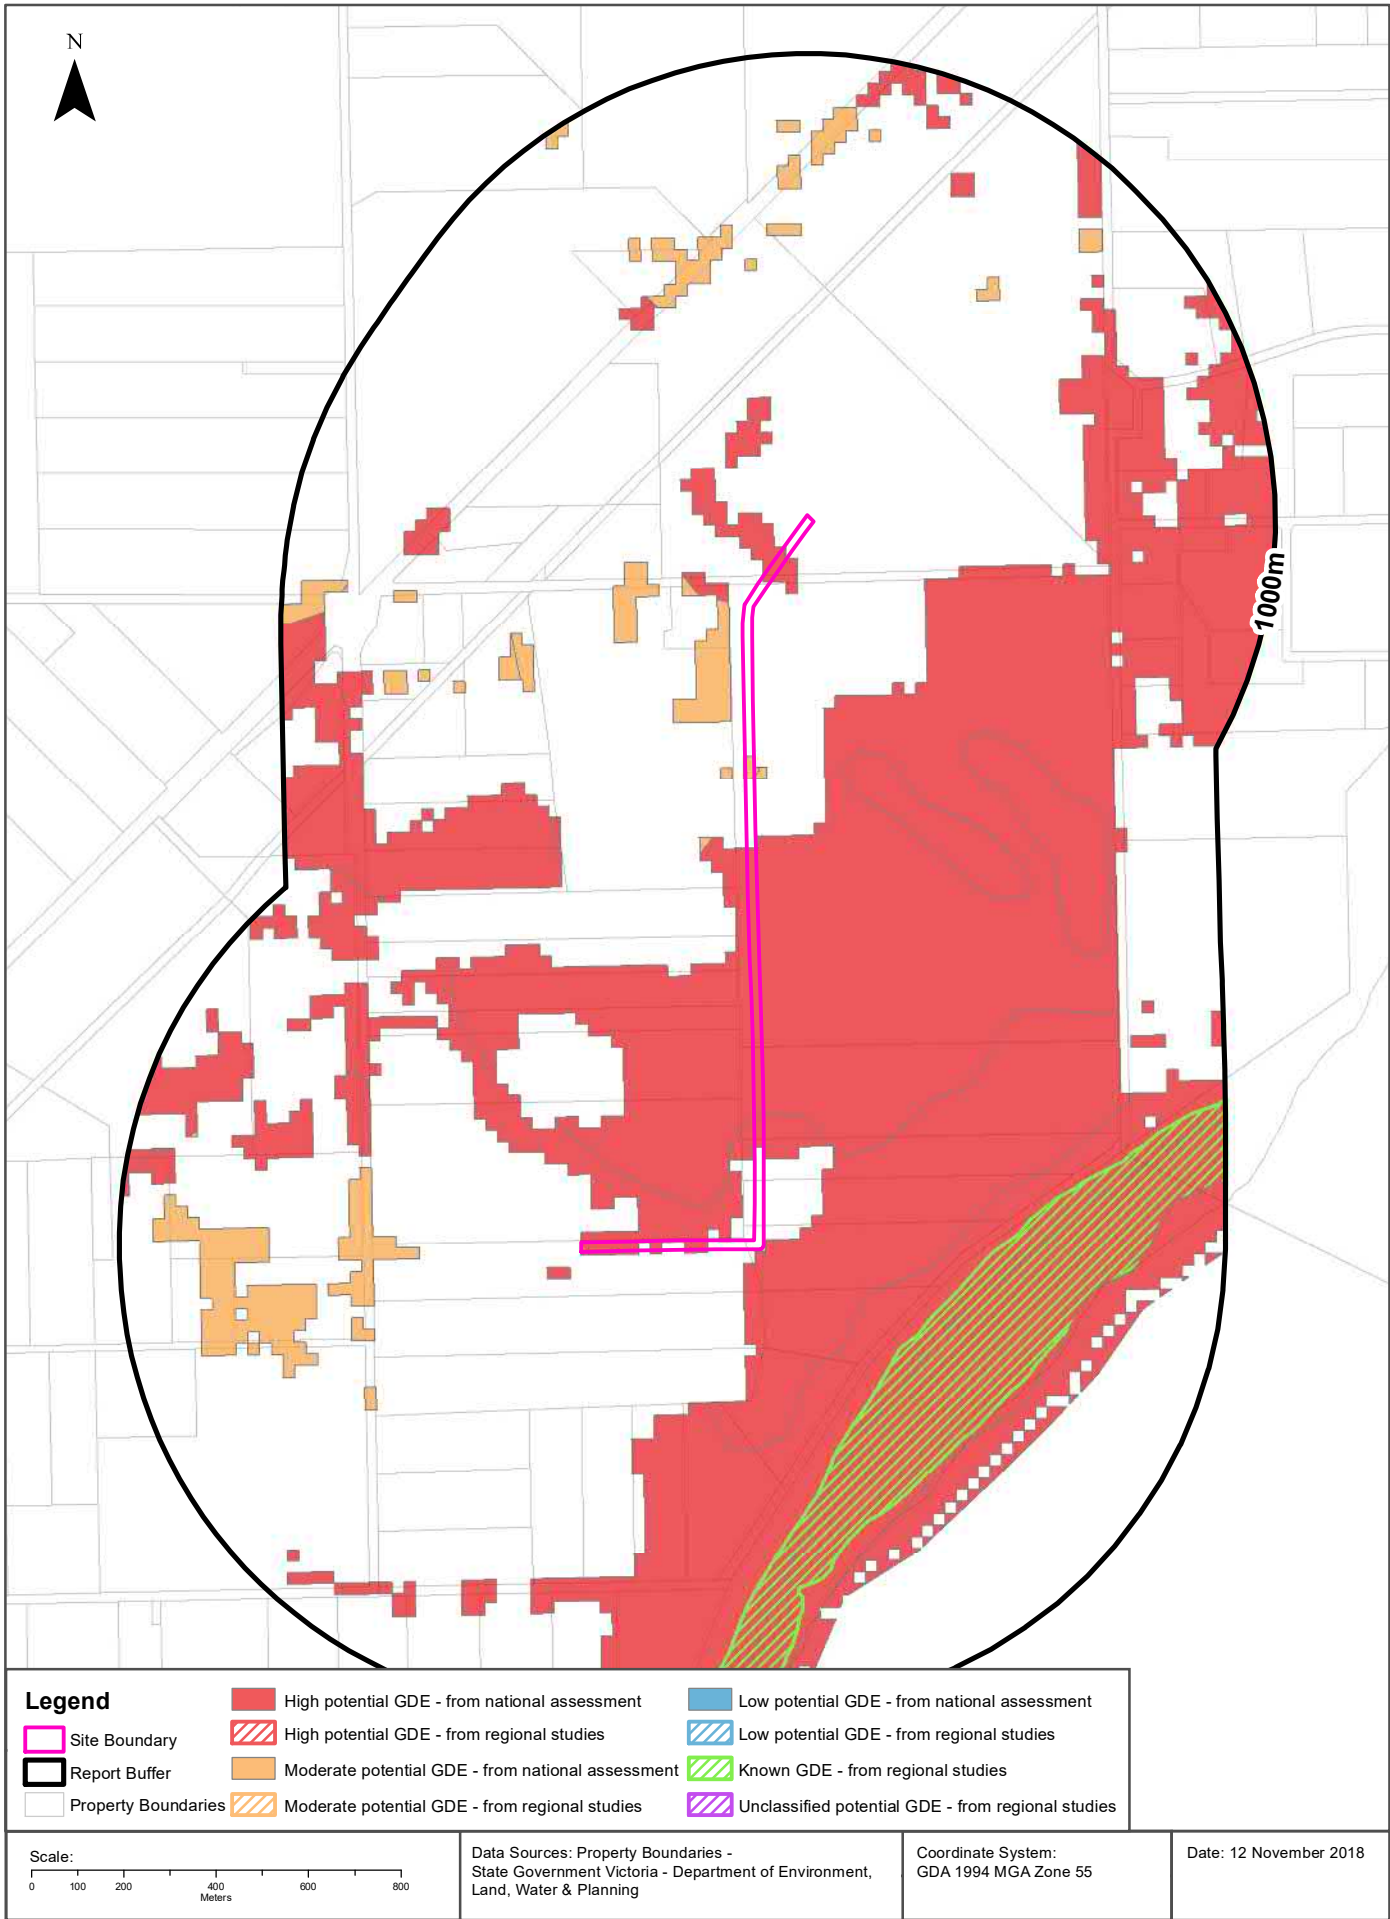 N
1000m
Legend
Site Boundary
Report Buffer
Property Boundaries
High potential GDE - from national assessment
High potential GDE - from regional studies
Moderate potential GDE - from national assessment
Moderate potential GDE - from regional studies
Low potential GDE - from national assessment
Low potential GDE - from regional studies
Known GDE - from regional studies
Unclassified potential GDE - from regional studies
Scale:
0 100 200 400 600 800
Meters
Data Sources: Property Boundaries -
State Government Victoria - Department of Environment,
Land, Water & Planning
Coordinate System:
GDA 1994 MGA Zone 55
Date: 12 November 2018